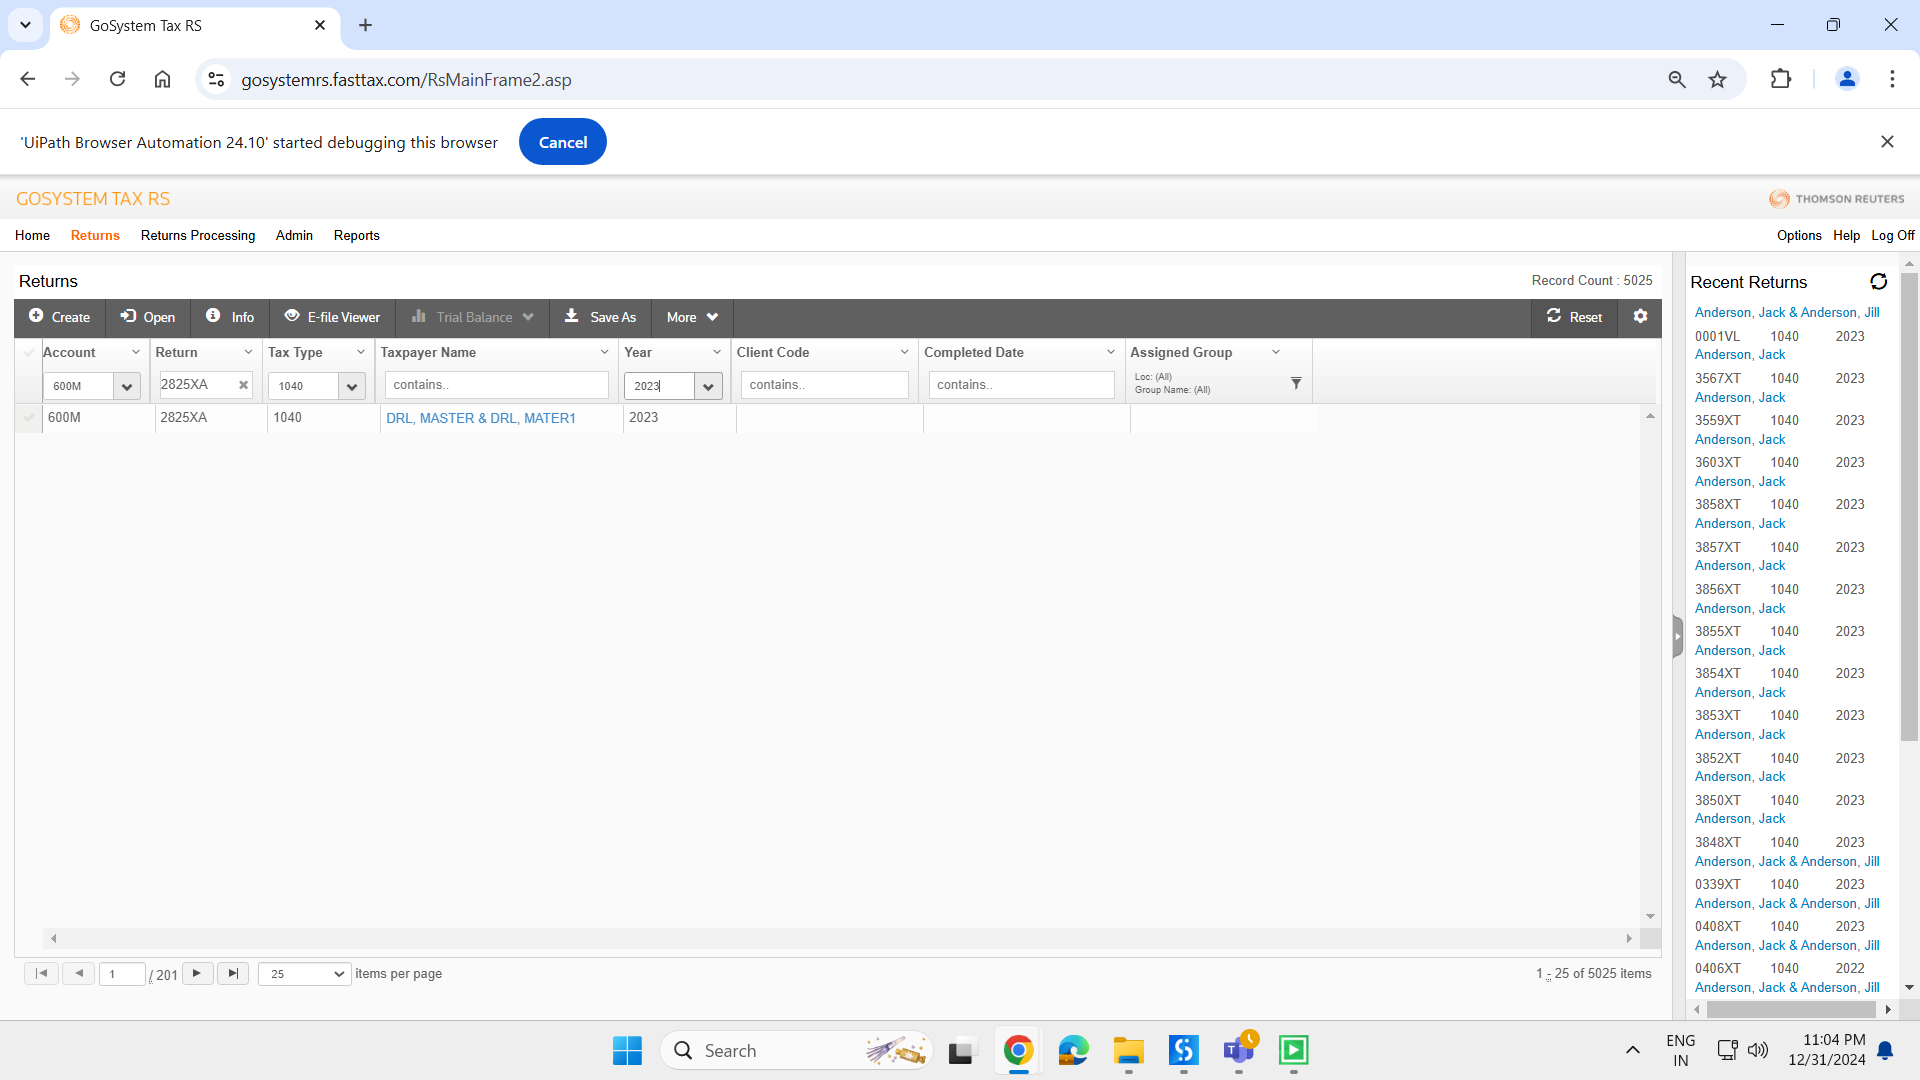 GoSystem Tax RS
gosystemrs.fasttax.com/RsMainFrame2.asp
'UiPath Browser Automation 24.10' started debugging this browser
Cancel
GOSYSTEM TAX RS
THOMSON REUTERS
Home Returns Returns Processing Admin Reports
Options Help Log Off
Returns
Record Count : 5025
Create Open Info E-file Viewer Trial Balance Save As More Reset
Account Return Tax Type Taxpayer Name Year Client Code Completed Date Assigned Group
600M 2825XA 1040 contains.. 2023 contains.. contains..
Loc: (All)
Group Name: (All)
600M 2825XA 1040 DRL, MASTER & DRL, MATER1 2023
1 / 201 25 items per page
1 - 25 of 5025 items
Recent Returns
Anderson, Jack & Anderson, Jill
0001VL 1040 2023
Anderson, Jack
3567XT 1040 2023
Anderson, Jack
3559XT 1040 2023
Anderson, Jack
3603XT 1040 2023
Anderson, Jack
3858XT 1040 2023
Anderson, Jack
3857XT 1040 2023
Anderson, Jack
3856XT 1040 2023
Anderson, Jack
3855XT 1040 2023
Anderson, Jack
3854XT 1040 2023
Anderson, Jack
3853XT 1040 2023
Anderson, Jack
3852XT 1040 2023
Anderson, Jack
3850XT 1040 2023
Anderson, Jack
3848XT 1040 2023
Anderson, Jack & Anderson, Jill
0339XT 1040 2023
Anderson, Jack & Anderson, Jill
0408XT 1040 2023
Anderson, Jack & Anderson, Jill
0406XT 1040 2022
Anderson, Jack & Anderson, Jill
Search
ENG
IN
11:04 PM
12/31/2024